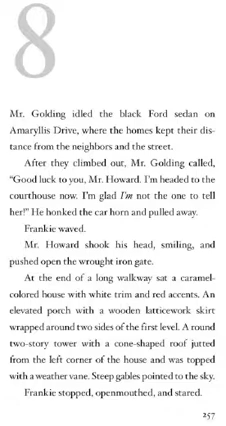 8
Mr. Golding idled the black Ford sedan on
Amaryllis Drive, where the homes kept their dis-
tance from the neighbors and the street.
After they climbed out, Mr. Golding called,
“Good luck to you, Mr. Howard. I’m headed to the
courthouse now. I’m glad I’m not the one to tell
her!” He honked the car horn and pulled away.
Frankie waved.
Mr. Howard shook his head, smiling, and
pushed open the wrought iron gate.
At the end of a long walkway sat a caramel-
colored house with white trim and red accents. An
elevated porch with a wooden latticework skirt
wrapped around two sides of the first level. A round
two-story tower with a cone-shaped roof jutted
from the left corner of the house and was topped
with a weather vane. Steep gables pointed to the sky.
Frankie stopped, openmouthed, and stared.
257